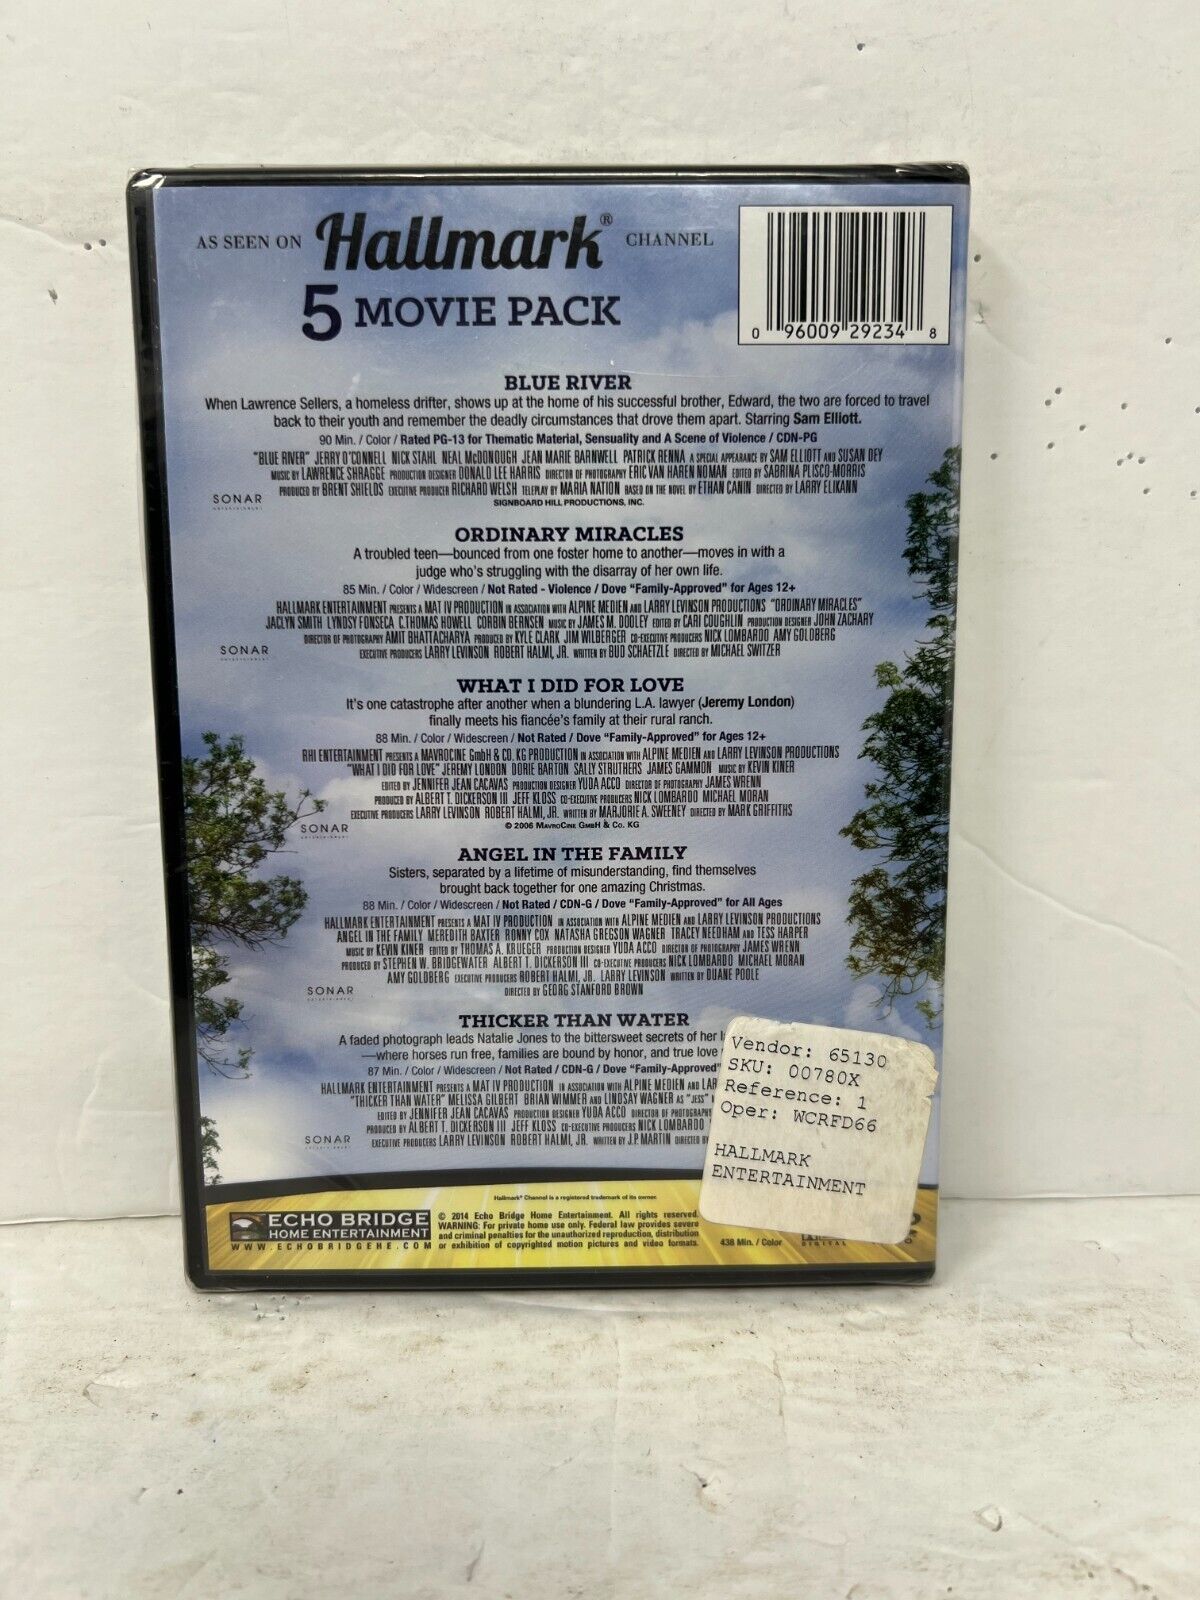 AS SEEN ON Hallmark® CHANNEL
5 MOVIE PACK
0 96009 29234 8
BLUE RIVER
When Lawrence Sellers, a homeless drifter, shows up at the home of his successful brother, Edward, the two are forced to travel
back to their youth and remember the deadly circumstances that drove them apart. Starring Sam Elliott.
90 Min. / Color / Rated PG-13 for Thematic Material, Sensuality and A Scene of Violence / CDN-PG
"BLUE RIVER" JERRY O'CONNELL NICK STAHL NEAL McDONOUGH JEAN MARIE BARNWELL PATRICK RENNA A SPECIAL APPEARANCE BY SAM ELLIOTT AND SUSAN DEY
MUSIC BY LAWRENCE SHRAGGE PRODUCTION DESIGNER DONALD LEE HARRIS DIRECTOR OF PHOTOGRAPHY ERIC VAN HAREN NOMAN EDITED BY SABRINA PLISCO-MORRIS
PRODUCED BY BRENT SHIELDS EXECUTIVE PRODUCER RICHARD WELSH TELEPLAY BY MARIA NATION BASED ON THE NOVEL BY ETHAN CANIN DIRECTED BY LARRY ELIKANN
SIGNBOARD HILL PRODUCTIONS, INC.
SONAR
ENTERTAINMENT
ORDINARY MIRACLES
A troubled teen—bounced from one foster home to another—moves in with a
judge who's struggling with the disarray of her own life.
85 Min. / Color / Widescreen / Not Rated - Violence / Dove "Family-Approved" for Ages 12+
HALLMARK ENTERTAINMENT PRESENTS A MAT IV PRODUCTION IN ASSOCIATION WITH ALPINE MEDIEN AND LARRY LEVINSON PRODUCTIONS "ORDINARY MIRACLES"
JACLYN SMITH LYNDSY FONSECA C.THOMAS HOWELL CORBIN BERNSEN MUSIC BY JAMES M. DOOLEY EDITED BY CARI COUGHLIN PRODUCTION DESIGNER JOHN ZACHARY
DIRECTOR OF PHOTOGRAPHY AMIT BHATTACHARYA PRODUCED BY KYLE CLARK JIM WILBERGER CO-EXECUTIVE PRODUCERS NICK LOMBARDO AMY GOLDBERG
EXECUTIVE PRODUCERS LARRY LEVINSON ROBERT HALMI, JR. WRITTEN BY BUD SCHAETZLE DIRECTED BY MICHAEL SWITZER
SONAR
ENTERTAINMENT
WHAT I DID FOR LOVE
It's one catastrophe after another when a blundering L.A. lawyer (Jeremy London)
finally meets his fiancée's family at their rural ranch.
88 Min. / Color / Widescreen / Not Rated / Dove "Family-Approved" for Ages 12+
RHI ENTERTAINMENT PRESENTS A MAVROCINE GmbH & CO. KG PRODUCTION IN ASSOCIATION WITH ALPINE MEDIEN AND LARRY LEVINSON PRODUCTIONS
"WHAT I DID FOR LOVE" JEREMY LONDON DORIE BARTON SALLY STRUTHERS JAMES GAMMON MUSIC BY KEVIN KINER
EDITED BY JENNIFER JEAN CACAVAS PRODUCTION DESIGNER YUDA ACCO DIRECTOR OF PHOTOGRAPHY JAMES WRENN
PRODUCED BY ALBERT T. DICKERSON III JEFF KLOSS CO-EXECUTIVE PRODUCERS NICK LOMBARDO MICHAEL MORAN
EXECUTIVE PRODUCERS LARRY LEVINSON ROBERT HALMI, JR. WRITTEN BY MARJORIE A. SWEENEY DIRECTED BY MARK GRIFFITHS
© 2006 MAVROCINE GMBH & CO. KG
SONAR
ENTERTAINMENT
ANGEL IN THE FAMILY
Sisters, separated by a lifetime of misunderstanding, find themselves
brought back together for one amazing Christmas.
88 Min. / Color / Widescreen / Not Rated / CDN-G / Dove "Family-Approved" for All Ages
HALLMARK ENTERTAINMENT PRESENTS A MAT IV PRODUCTION IN ASSOCIATION WITH ALPINE MEDIEN AND LARRY LEVINSON PRODUCTIONS
ANGEL IN THE FAMILY MEREDITH BAXTER RONNY COX NATASHA GREGSON WAGNER TRACEY NEEDHAM AND TESS HARPER
MUSIC BY KEVIN KINER EDITED BY THOMAS A. KRUEGER PRODUCTION DESIGNER YUDA ACCO DIRECTOR OF PHOTOGRAPHY JAMES WRENN
PRODUCED BY STEPHEN W. BRIDGEWATER ALBERT T. DICKERSON III CO-EXECUTIVE PRODUCERS NICK LOMBARDO MICHAEL MORAN
AMY GOLDBERG EXECUTIVE PRODUCERS ROBERT HALMI, JR. LARRY LEVINSON WRITTEN BY DUANE POOLE
DIRECTED BY GEORG STANFORD BROWN
SONAR
ENTERTAINMENT
THICKER THAN WATER
A faded photograph leads Natalie Jones to the bittersweet secrets of her
—where horses run free, families are bound by honor, and true love
87 Min. / Color / Widescreen / Not Rated / CDN-G / Dove "Family-Approved"
HALLMARK ENTERTAINMENT PRESENTS A MAT IV PRODUCTION IN ASSOCIATION WITH ALPINE MEDIEN AND LAR
"THICKER THAN WATER" MELISSA GILBERT BRIAN WIMMER AND LINDSAY WAGNER AS "JESS"
EDITED BY JENNIFER JEAN CACAVAS PRODUCTION DESIGNER YUDA ACCO DIRECTOR OF PHOTOGRAPHY
PRODUCED BY ALBERT T. DICKERSON III JEFF KLOSS CO-EXECUTIVE PRODUCERS NICK LOMBARDO
EXECUTIVE PRODUCERS LARRY LEVINSON ROBERT HALMI, JR. WRITTEN BY J.P. MARTIN DIRECTED BY
SONAR
ENTERTAINMENT
Vendor: 65130
SKU: 00780X
Reference: 1
Oper: WCRFD66
HALLMARK
ENTERTAINMENT
Hallmark® Channel is a registered trademark of its owner.
ECHO BRIDGE
HOME ENTERTAINMENT
WWW.ECHOBRIDGEHE.COM
© 2014 Echo Bridge Home Entertainment. All rights reserved.
WARNING: For private home use only. Federal law provides severe
and criminal penalties for the unauthorized reproduction, distribution
or exhibition of copyrighted motion pictures and video formats.
438 Min. / Color
DIGITAL